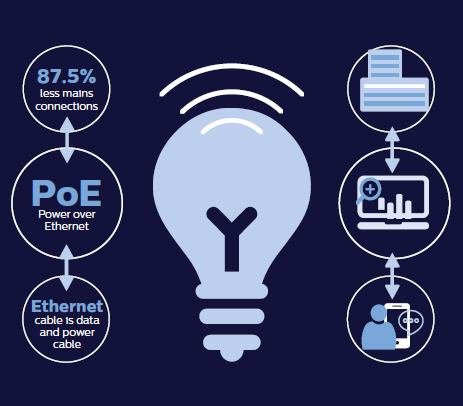 87.5%
less mains
connections
PoE
Power over
Ethernet
Ethernet
cable is data
and power
cable